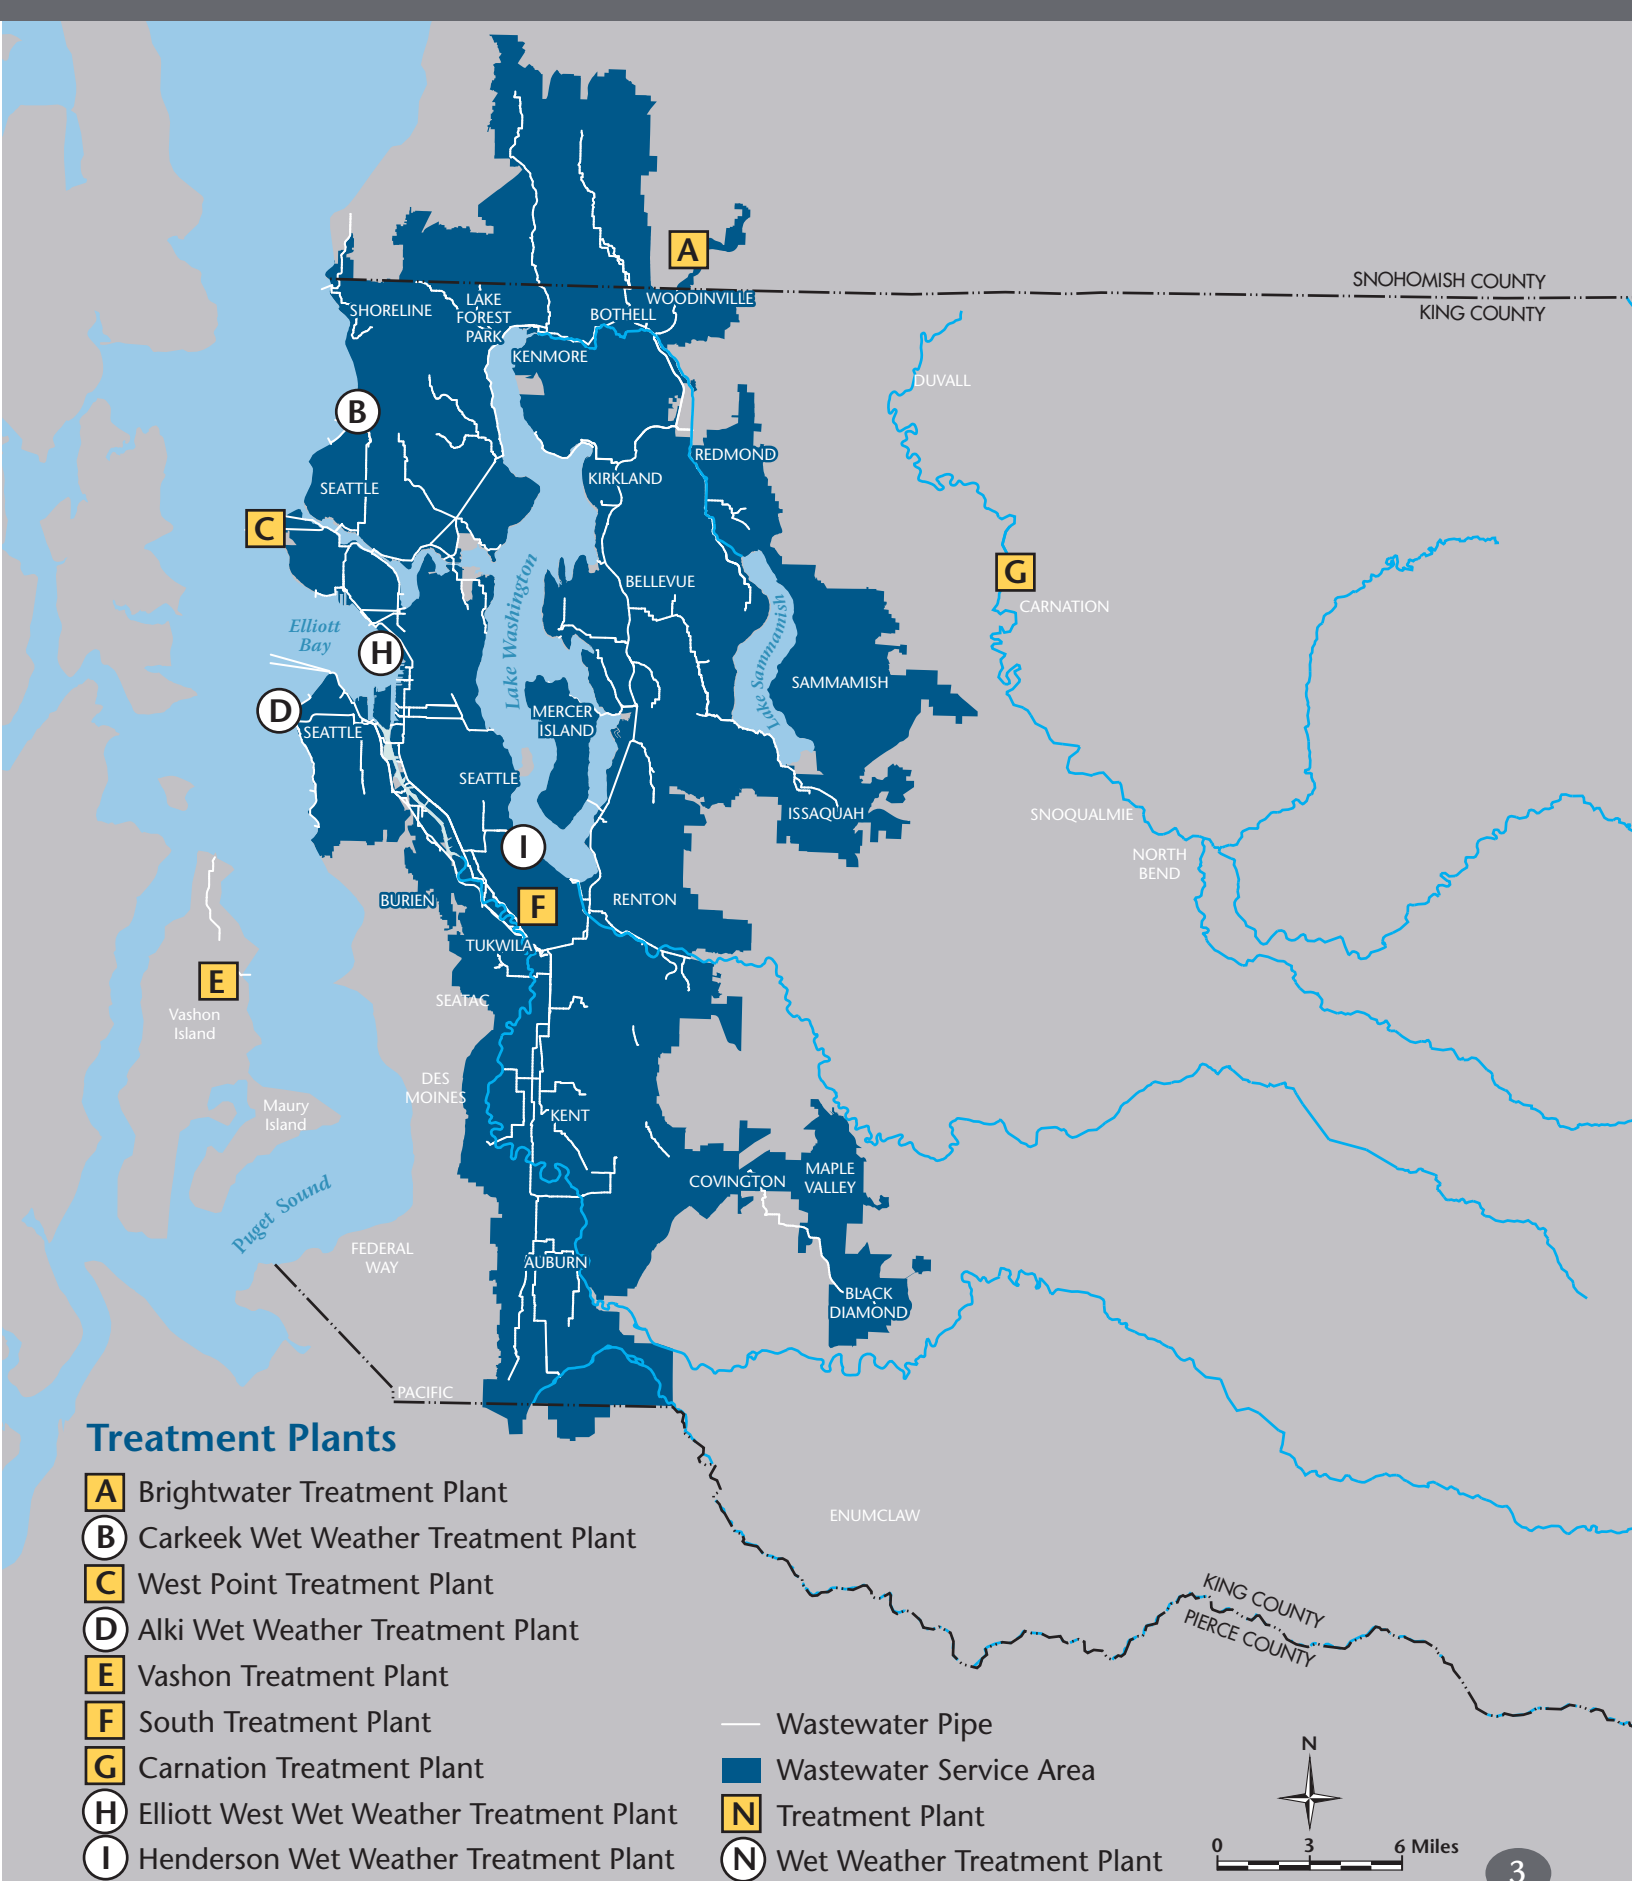 A
SNOHOMISH COUNTY
KING COUNTY
WOODINVILLE
LAKE
FOREST
PARK
SHORELINE
BOTHELL
KENMORE
DUVALL
B
REDMOND
KIRKLAND
SEATTLE
C
G
CARNATION
BELLEVUE
Lake Washington
Lake Sammamish
Elliott
Bay
H
SAMMAMISH
D
MERCER
ISLAND
SEATTLE
SEATTLE
ISSAQUAH
SNOQUALMIE
NORTH
BEND
I
F
BURIEN
RENTON
TUKWILA
E
Vashon
Island
SEATAC
DES
MOINES
Maury
Island
KENT
COVINGTON
MAPLE
VALLEY
Puget Sound
FEDERAL
WAY
AUBURN
BLACK
DIAMOND
PACIFIC
ENUMCLAW
KING COUNTY
PIERCE COUNTY
Treatment Plants
A Brightwater Treatment Plant
B Carkeek Wet Weather Treatment Plant
C West Point Treatment Plant
D Alki Wet Weather Treatment Plant
E Vashon Treatment Plant
F South Treatment Plant
G Carnation Treatment Plant
H Elliott West Wet Weather Treatment Plant
I Henderson Wet Weather Treatment Plant
Wastewater Pipe
Wastewater Service Area
N Treatment Plant
N Wet Weather Treatment Plant
N
0 3 6 Miles
3